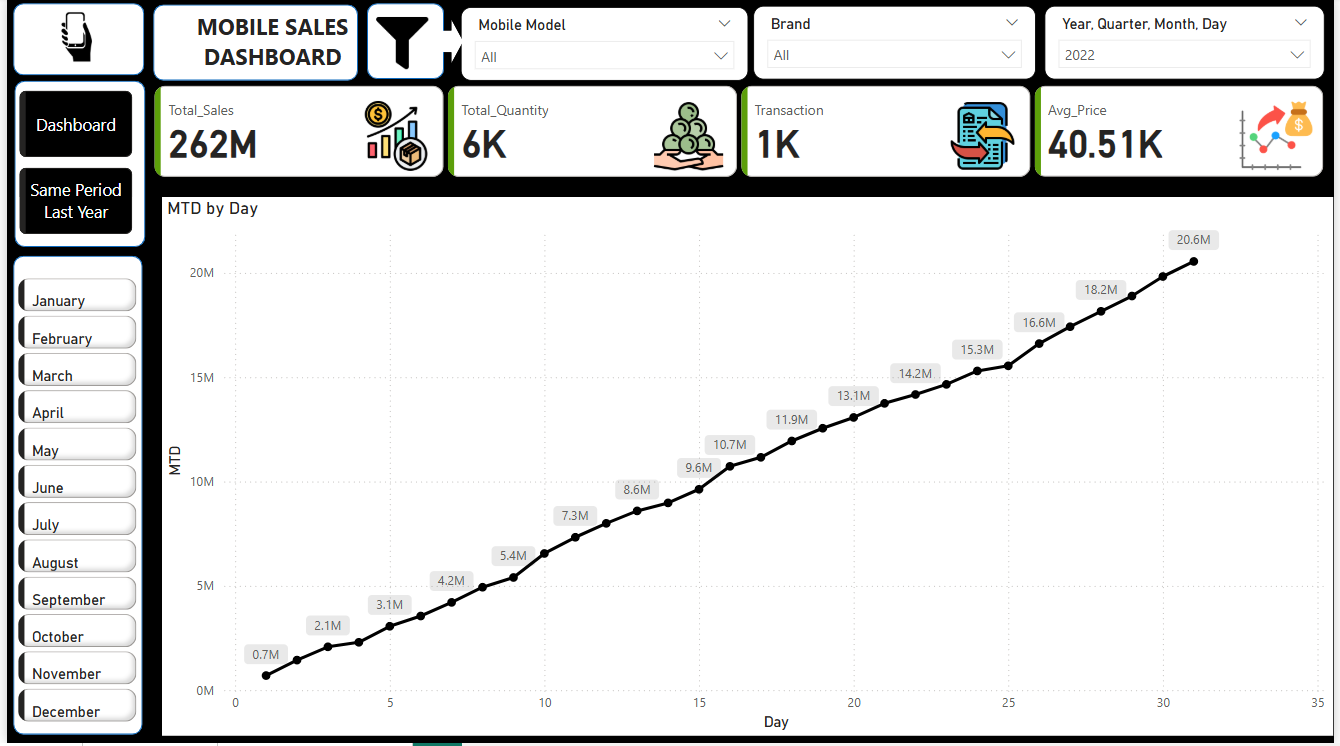 MOBILE SALES
DASHBOARD
Mobile Model
All
Brand
All
Year, Quarter, Month, Day
2022
Dashboard
Same Period
Last Year
Total_Sales
262M
Total_Quantity
6K
Transaction
1K
Avg_Price
40.51K
January
February
March
April
May
June
July
August
September
October
November
December
MTD by Day
MTD
20M
15M
10M
5M
0M
0.7M
2.1M
3.1M
4.2M
5.4M
7.3M
8.6M
9.6M
10.7M
11.9M
13.1M
14.2M
15.3M
16.6M
18.2M
20.6M
0
5
10
15
20
25
30
35
Day